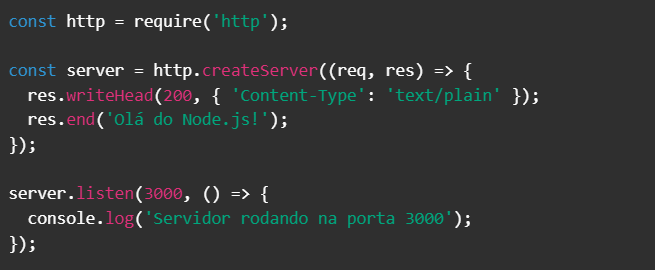 const http = require('http');

const server = http.createServer((req, res) => {
  res.writeHead(200, { 'Content-Type': 'text/plain' });
  res.end('Olá do Node.js!');
});

server.listen(3000, () => {
  console.log('Servidor rodando na porta 3000');
});